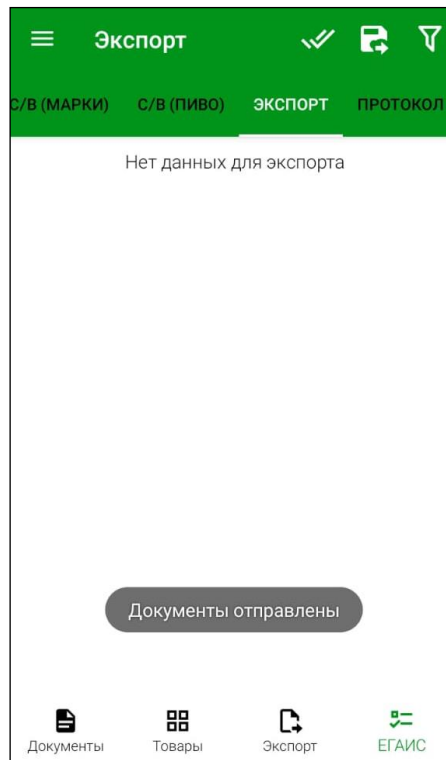 Экспорт
С/В (МАРКИ) С/В (ПИВО) ЭКСПОРТ ПРОТОКОЛ
Нет данных для экспорта
Документы отправлены
Документы Товары Экспорт ЕГАИС